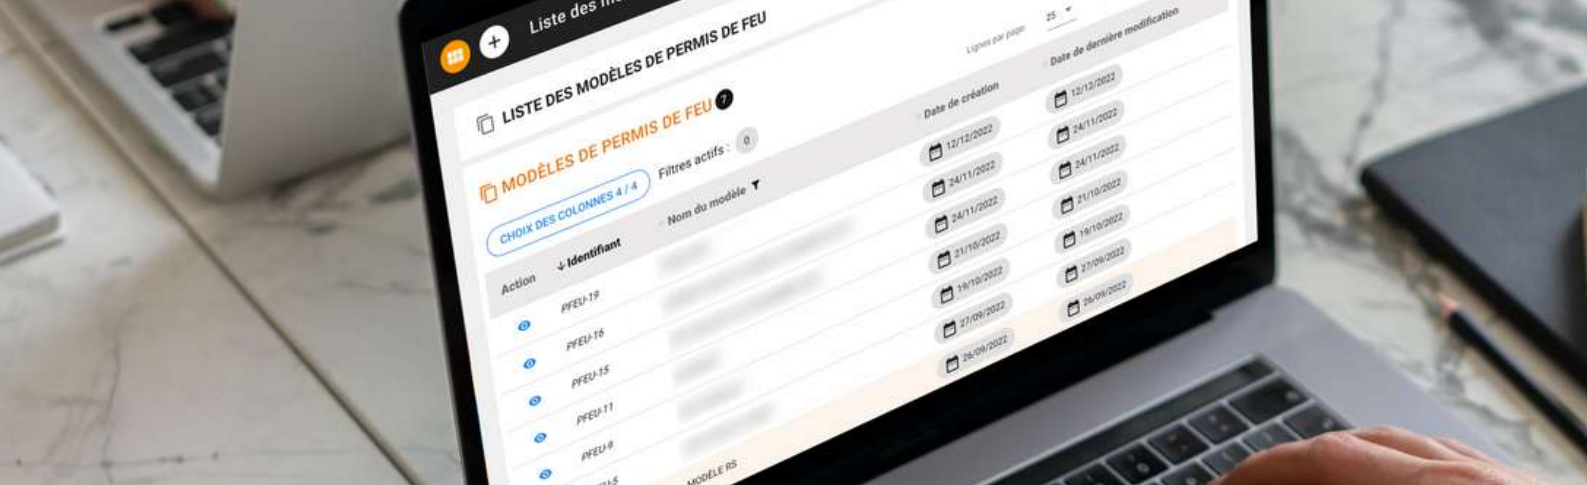 Liste des
LISTE DES MODÈLES DE PERMIS DE FEU
MODÈLES DE PERMIS DE FEU 7
CHOIX DES COLONNES 4 / 4 Filtres actifs : 0
Lignes par page: 25
Action Identifiant Nom du modèle Date de création Date de dernière modification
PFEU-19 12/12/2022 12/12/2022
PFEU-16 24/11/2022 24/11/2022
PFEU-15 24/11/2022 24/11/2022
PFEU-11 21/10/2022 21/10/2022
PFEU-9 19/10/2022 19/10/2022
27/09/2022 27/09/2022
MODÈLE RS 26/09/2022 26/09/2022